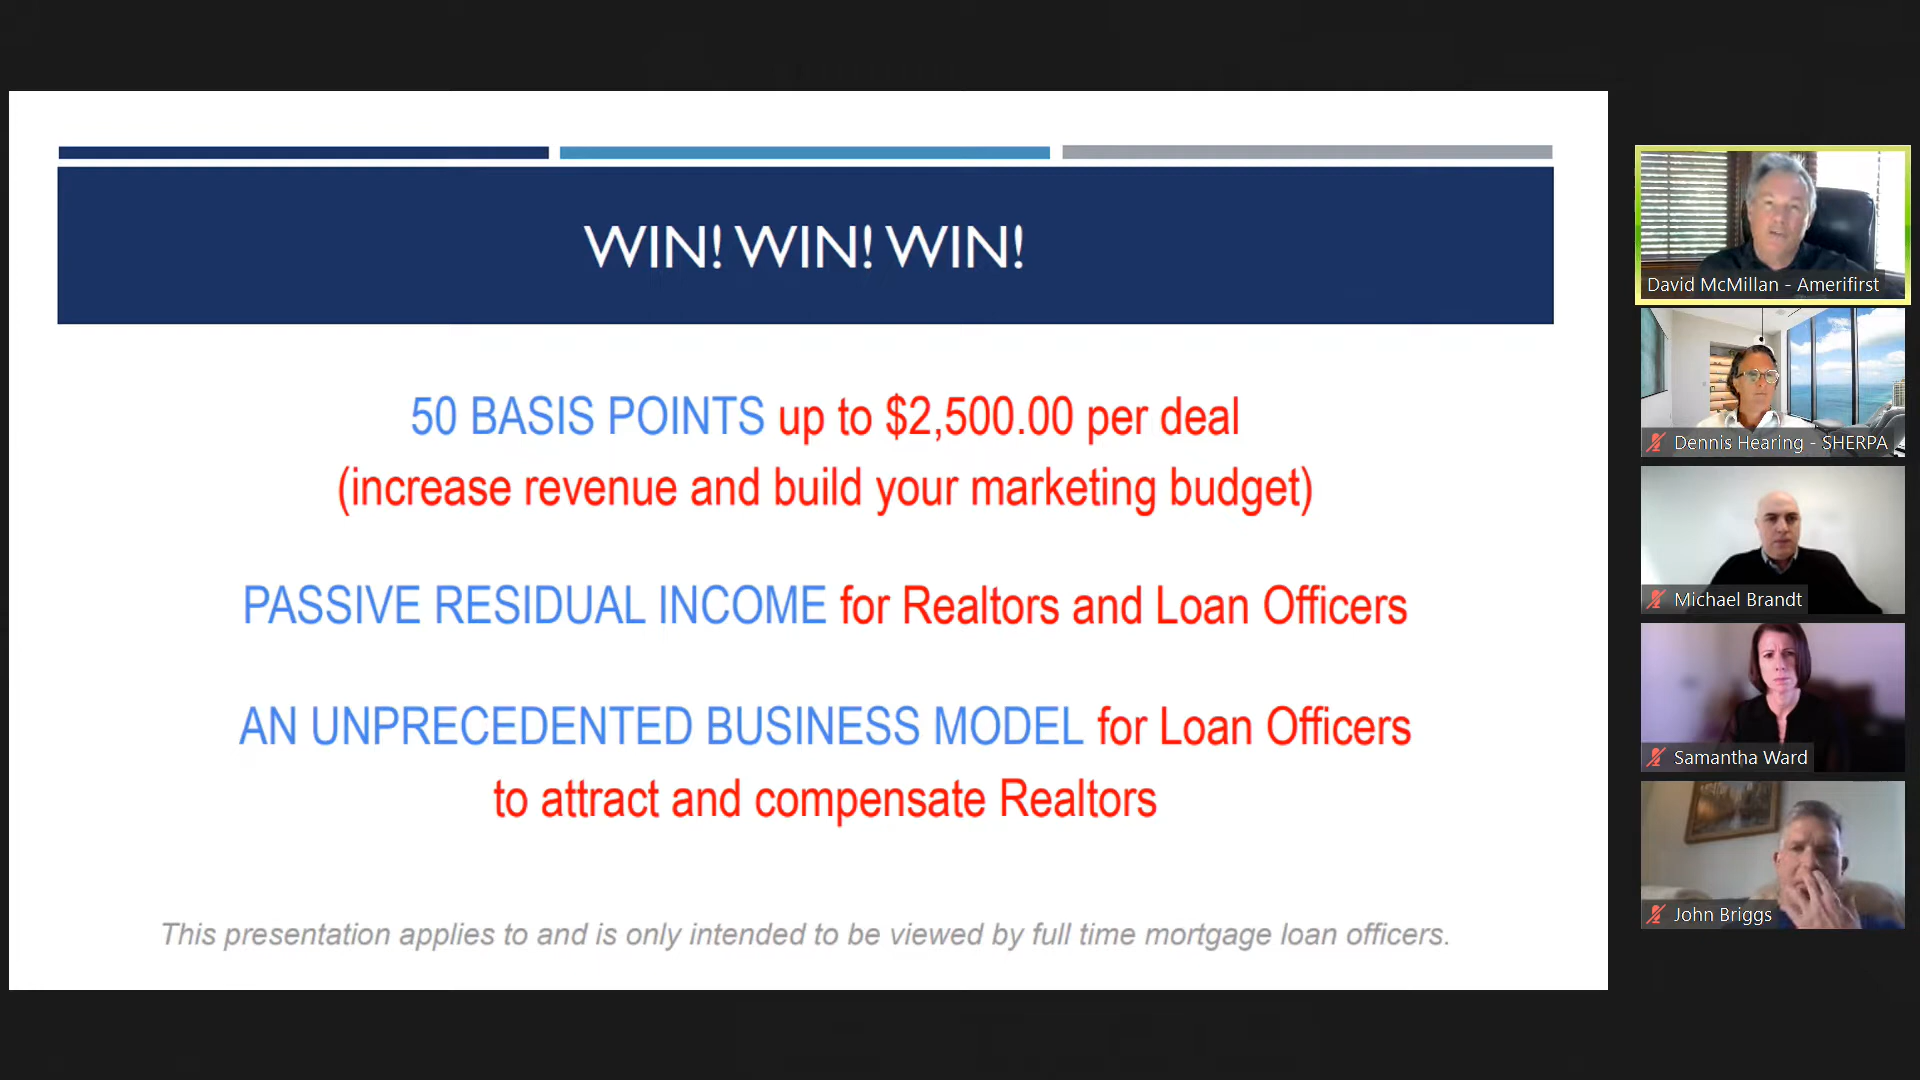 WIN! WIN! WIN!
50 BASIS POINTS up to $2,500.00 per deal
(increase revenue and build your marketing budget)
PASSIVE RESIDUAL INCOME for Realtors and Loan Officers
AN UNPRECEDENTED BUSINESS MODEL for Loan Officers
to attract and compensate Realtors
This presentation applies to and is only intended to be viewed by full time mortgage loan officers.
David McMillan - Amerifirst
Dennis Hearing - SHERPA
Michael Brandt
Samantha Ward
John Briggs